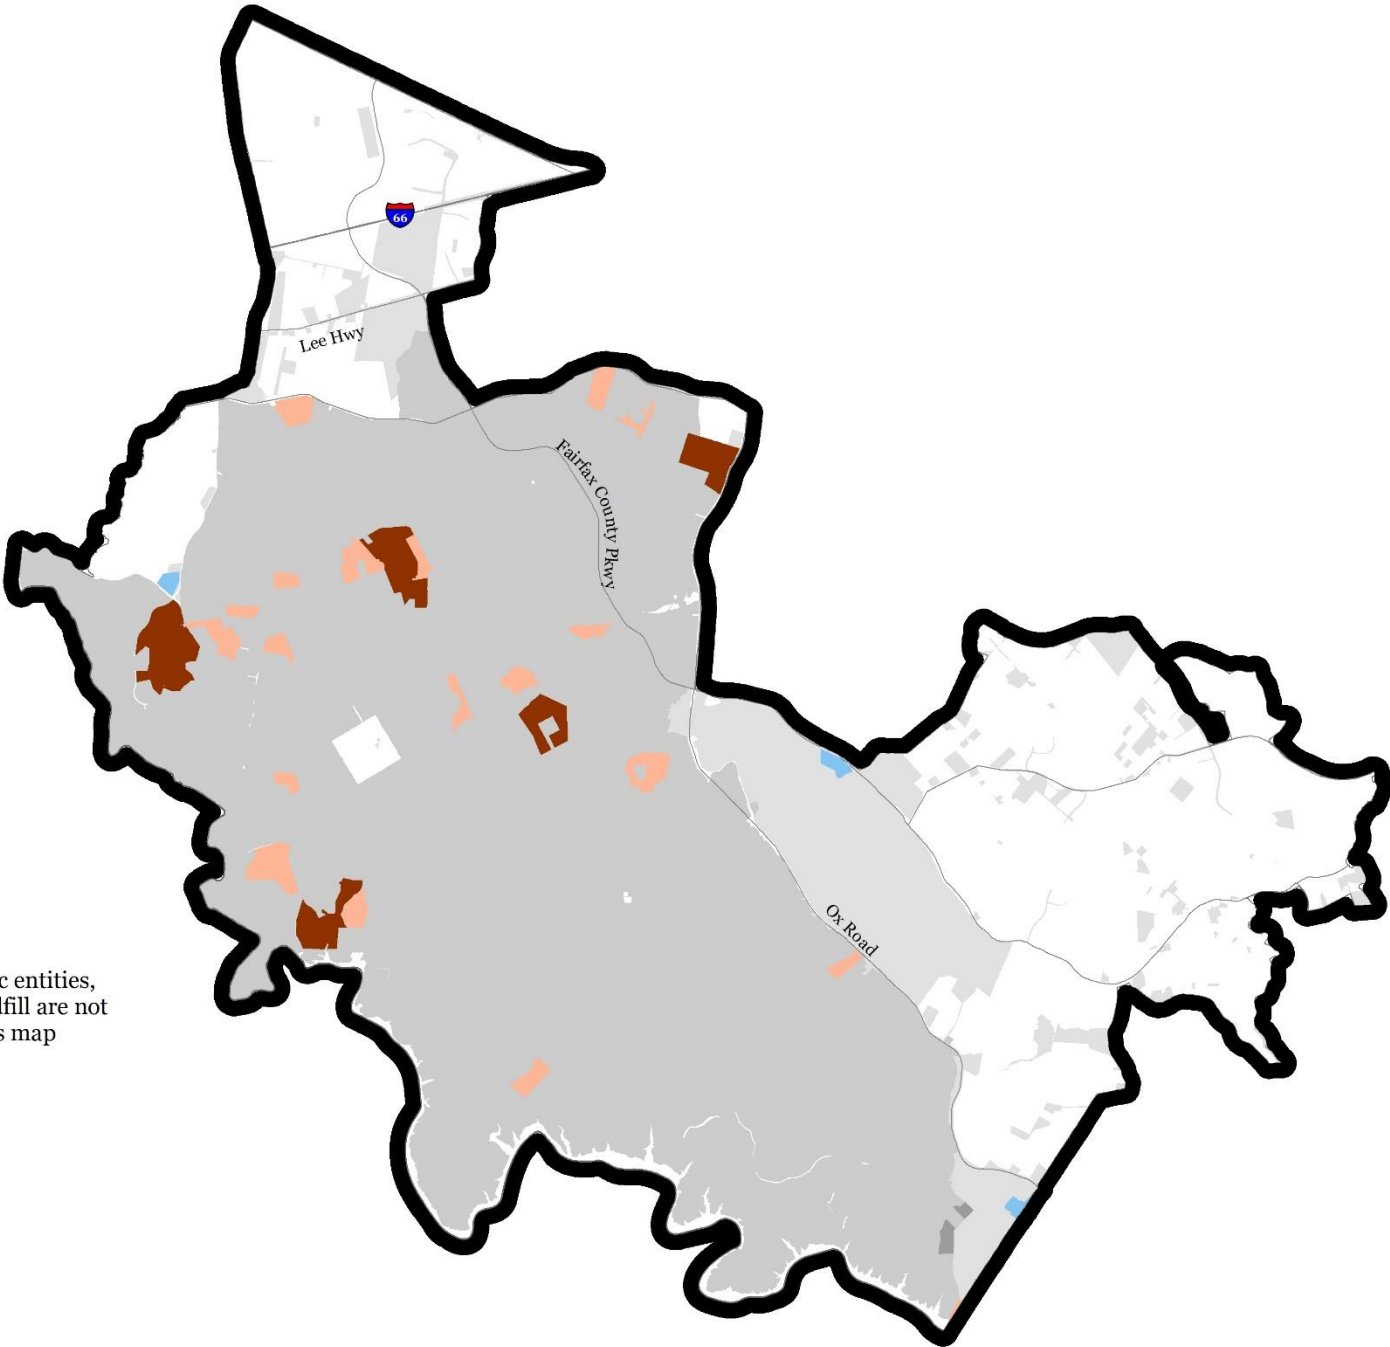 66
Lee Hwy
Fairfax County Pkwy
Ox Road
c entities,
dfill are not
s map